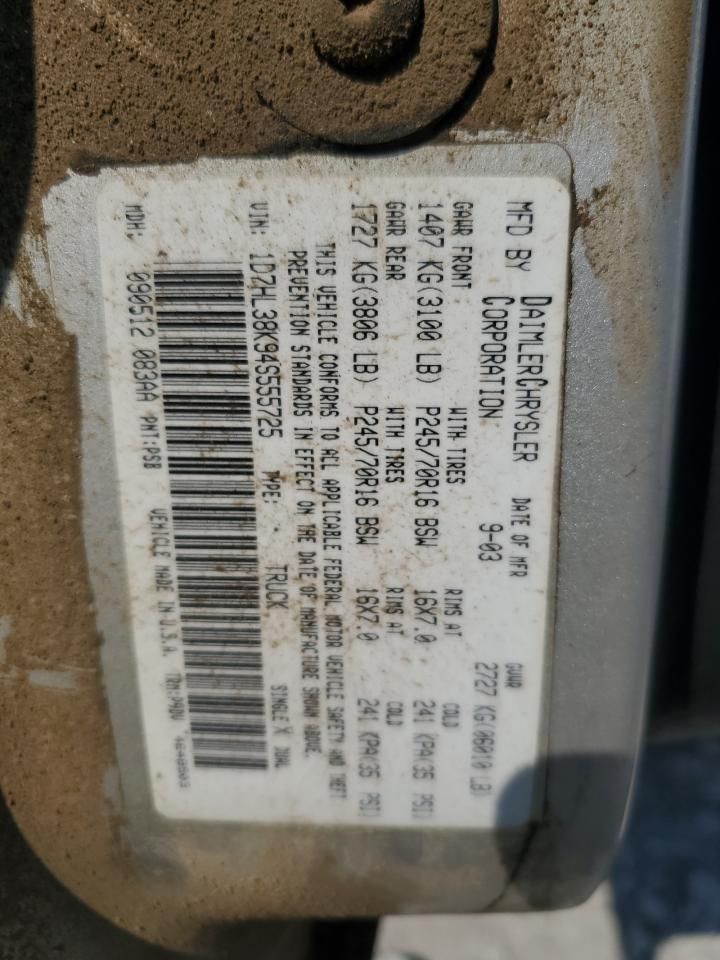 MFD BY DAIMLERCHRYSLER CORPORATION DATE OF MFR 9-03 GVWR 2727 KG(06010 LB)
GAWR FRONT WITH TIRES RIMS AT COLD
1407 KG(3100 LB) P245/70R16 BSW 16X7.0 241 KPA(35 PSI)
GAWR REAR WITH TIRES RIMS AT COLD
1727 KG(3806 LB) P245/70R16 BSW 16X7.0 241 KPA(35 PSI)
THIS VEHICLE CONFORMS TO ALL APPLICABLE FEDERAL MOTOR VEHICLE SAFETY AND THEFT
PREVENTION STANDARDS IN EFFECT ON THE DATE OF MANUFACTURE SHOWN ABOVE.
VIN: 1D7HL38K94S555725 TYPE: TRUCK SINGLE X DUAL
MDH: 090512 083AA PNT:PSB VEHICLE MADE IN U.S.A.